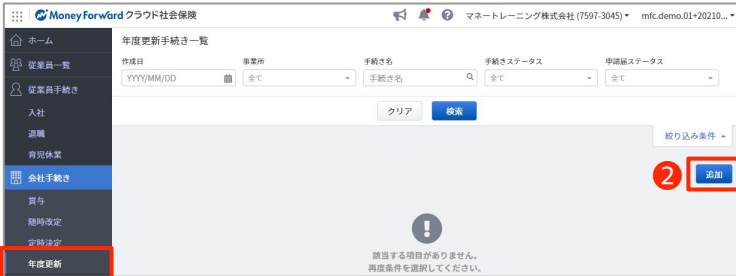 Money Forward クラウド社会保険
マネートレーニング株式会社 (7597-3045)
mfc.demo.01+20210...
ホーム
従業員一覧
従業員手続き
入社
退職
育児休業
会社手続き
賞与
随時改定
定時決定
年度更新
年度更新手続き一覧
作成日
事業所
手続き名
手続きステータス
申請届ステータス
YYYY/MM/DD
全て
手続き名
全て
全て
クリア
検索
絞り込み条件
2
追加
該当する項目がありません。
再度条件を選択してください。